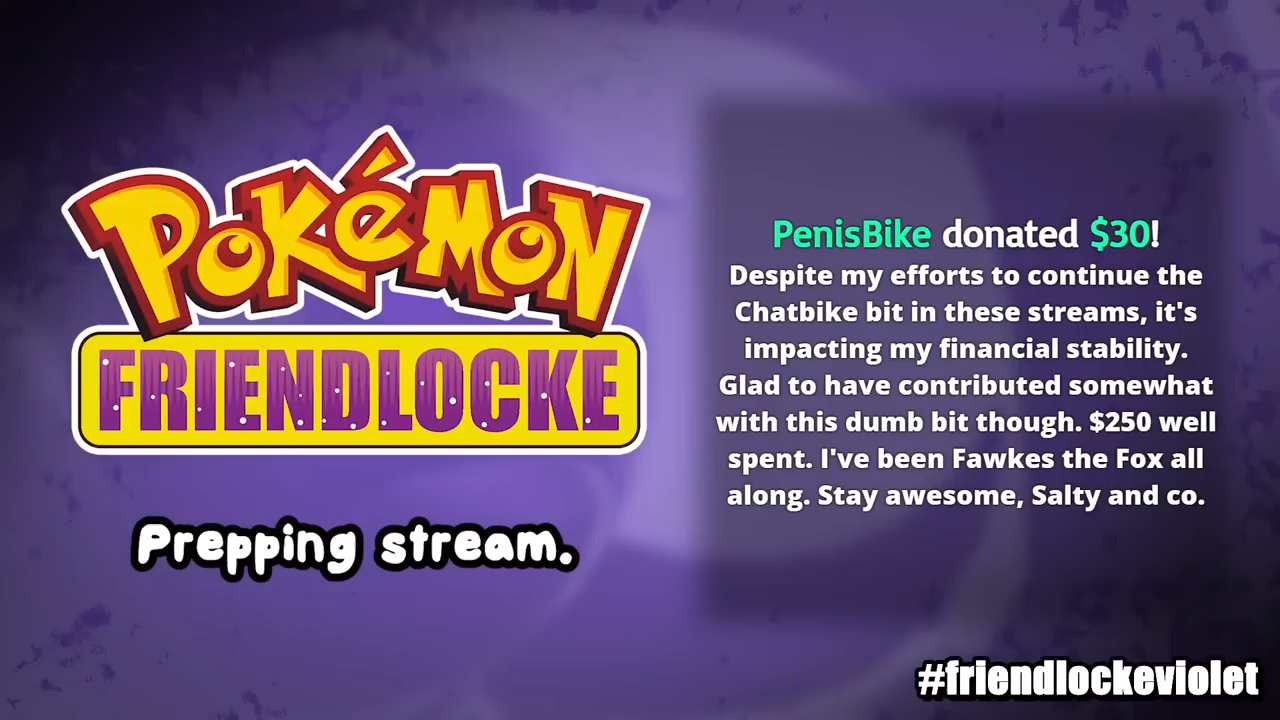 POKéMON
FRIENDLOCKE
Prepping stream.
PenisBike donated $30!
Despite my efforts to continue the
Chatbike bit in these streams, it's
impacting my financial stability.
Glad to have contributed somewhat
with this dumb bit though. $250 well
spent. I've been Fawkes the Fox all
along. Stay awesome, Salty and co.
#friendlockeviolet